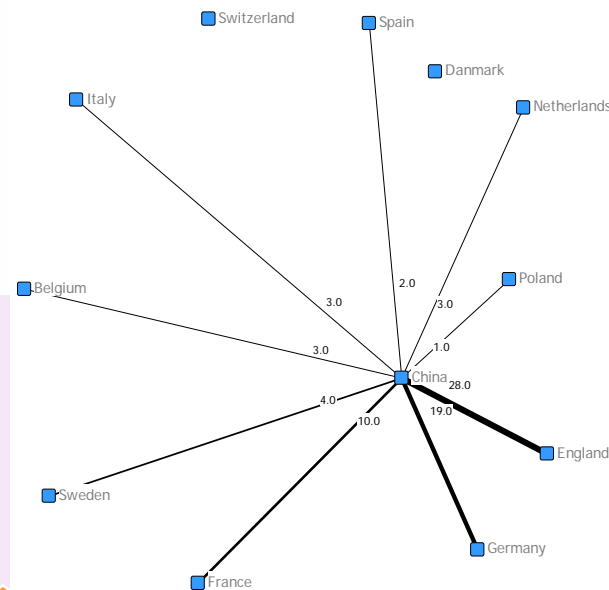 Switzerland
Spain
Danmark
Italy
Netherlands
Poland
Belgium
2.0
3.0
3.0
1.0
3.0
China
28.0
4.0
19.0
10.0
England
Sweden
Germany
France